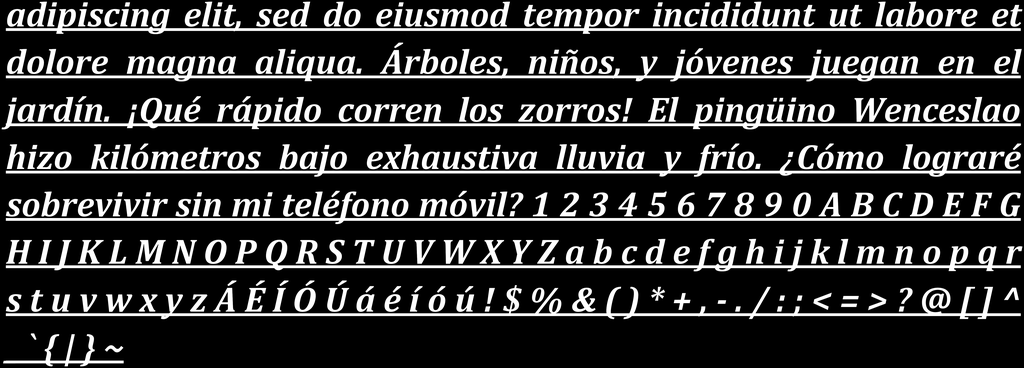 adipiscing elit, sed do eiusmod tempor incididunt ut labore et
dolore magna aliqua. Árboles, niños, y jóvenes juegan en el
jardín. ¡Qué rápido corren los zorros! El pingüino Wenceslao
hizo kilómetros bajo exhaustiva lluvia y frío. ¿Cómo lograré
sobrevivir sin mi teléfono móvil? 1 2 3 4 5 6 7 8 9 0 A B C D E F G
H I J K L M N O P Q R S T U V W X Y Z a b c d e f g h i j k l m n o p q r
s t u v w x y z Á É Í Ó Ú á é í ó ú ! $ % & ( ) * + , - . / : ; < = > ? @ [ ] ^
_ ` { | } ~